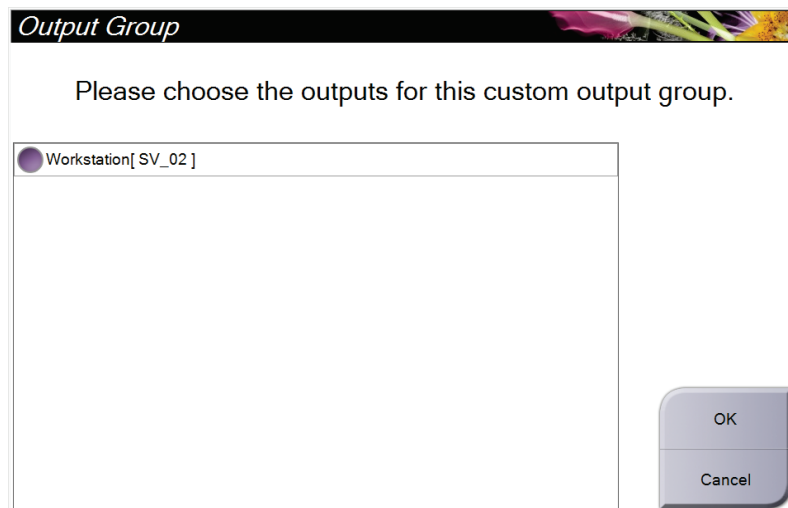 Output Group
Please choose the outputs for this custom output group.
Workstation[ SV_02 ]
OK
Cancel